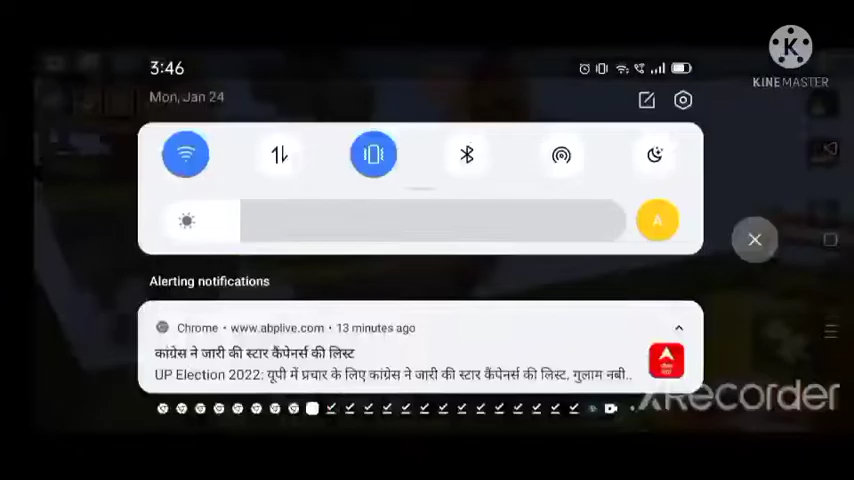 3:46
Mon, Jan 24
K
KINEMASTER
A
Alerting notifications
Chrome • www.abplive.com • 13 minutes ago
कांग्रेस ने जारी की स्टार कैंपेनर्स की लिस्ट
UP Election 2022: यूपी में प्रचार के लिए कांग्रेस ने जारी की स्टार कैंपेनर्स की लिस्ट, गुलाम नबी..
XRecorder